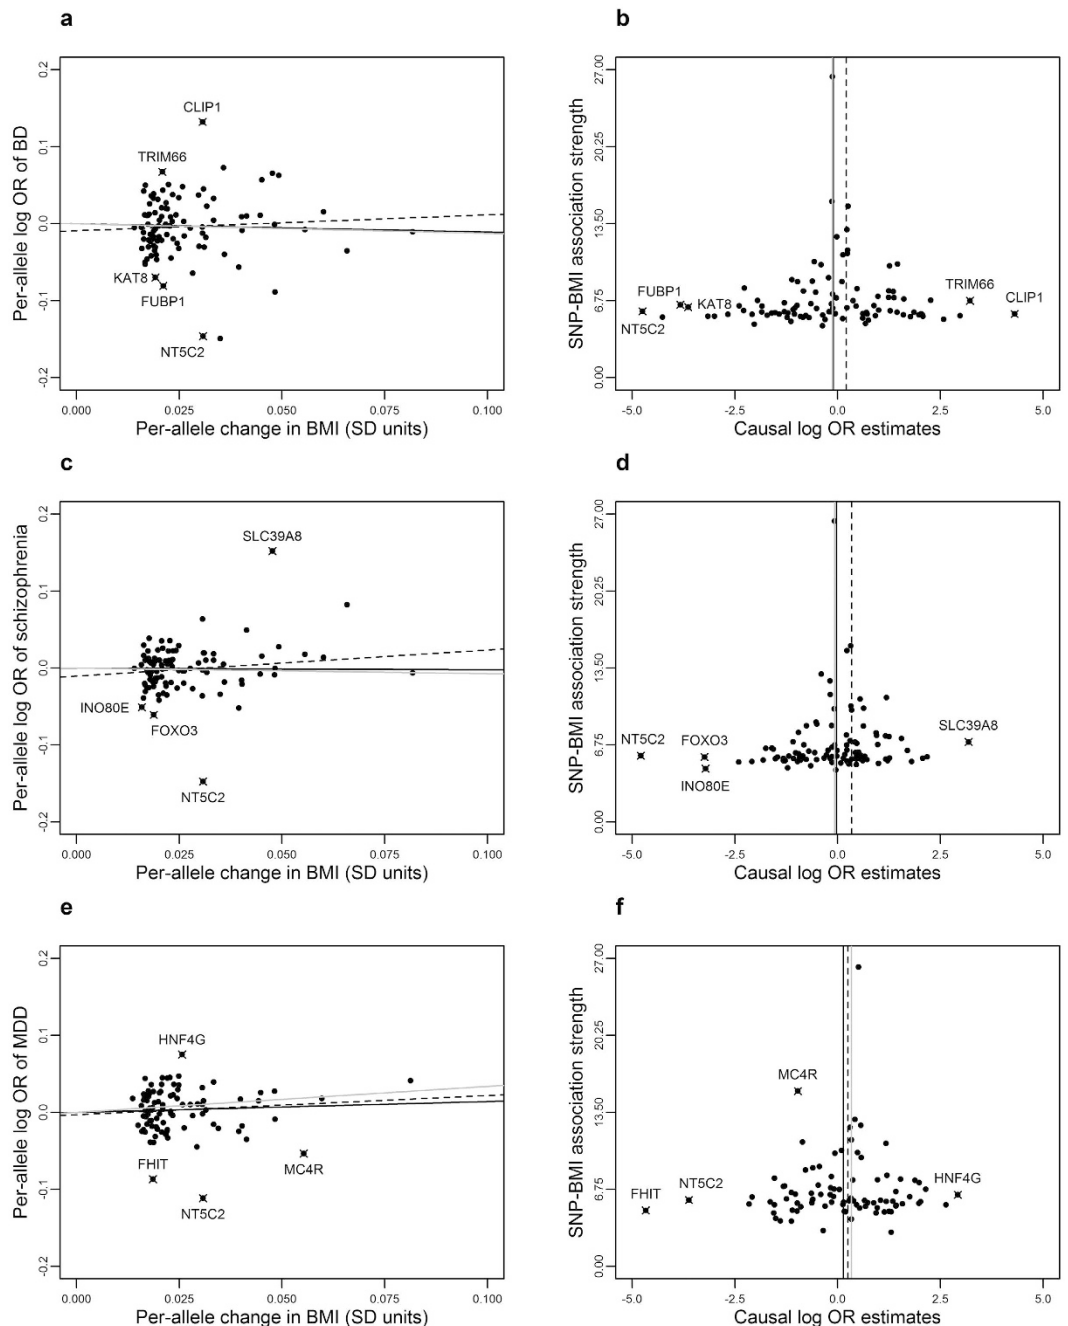 a
Per-allele log OR of BD
0.2
0.1
0.0
-0.1
-0.2
CLIP1
TRIM66
KAT8
FUBP1
NT5C2
0.000 0.025 0.050 0.075 0.100
Per-allele change in BMI (SD units)
b
SNP-BMI association strength
27.00
20.25
13.50
6.75
0.00
FUBP1
KAT8
NT5C2
TRIM66
CLIP1
-5.0 -2.5 0.0 2.5 5.0
Causal log OR estimates
c
Per-allele log OR of schizophrenia
0.2
0.1
0.0
-0.1
-0.2
SLC39A8
INO80E
FOXO3
NT5C2
0.000 0.025 0.050 0.075 0.100
Per-allele change in BMI (SD units)
d
SNP-BMI association strength
27.00
20.25
13.50
6.75
0.00
NT5C2
FOXO3
INO80E
SLC39A8
-5.0 -2.5 0.0 2.5 5.0
Causal log OR estimates
e
Per-allele log OR of MDD
0.2
0.1
0.0
-0.1
-0.2
HNF4G
FHIT
MC4R
NT5C2
0.000 0.025 0.050 0.075 0.100
Per-allele change in BMI (SD units)
f
SNP-BMI association strength
27.00
20.25
13.50
6.75
0.00
MC4R
FHIT
NT5C2
HNF4G
-5.0 -2.5 0.0 2.5 5.0
Causal log OR estimates